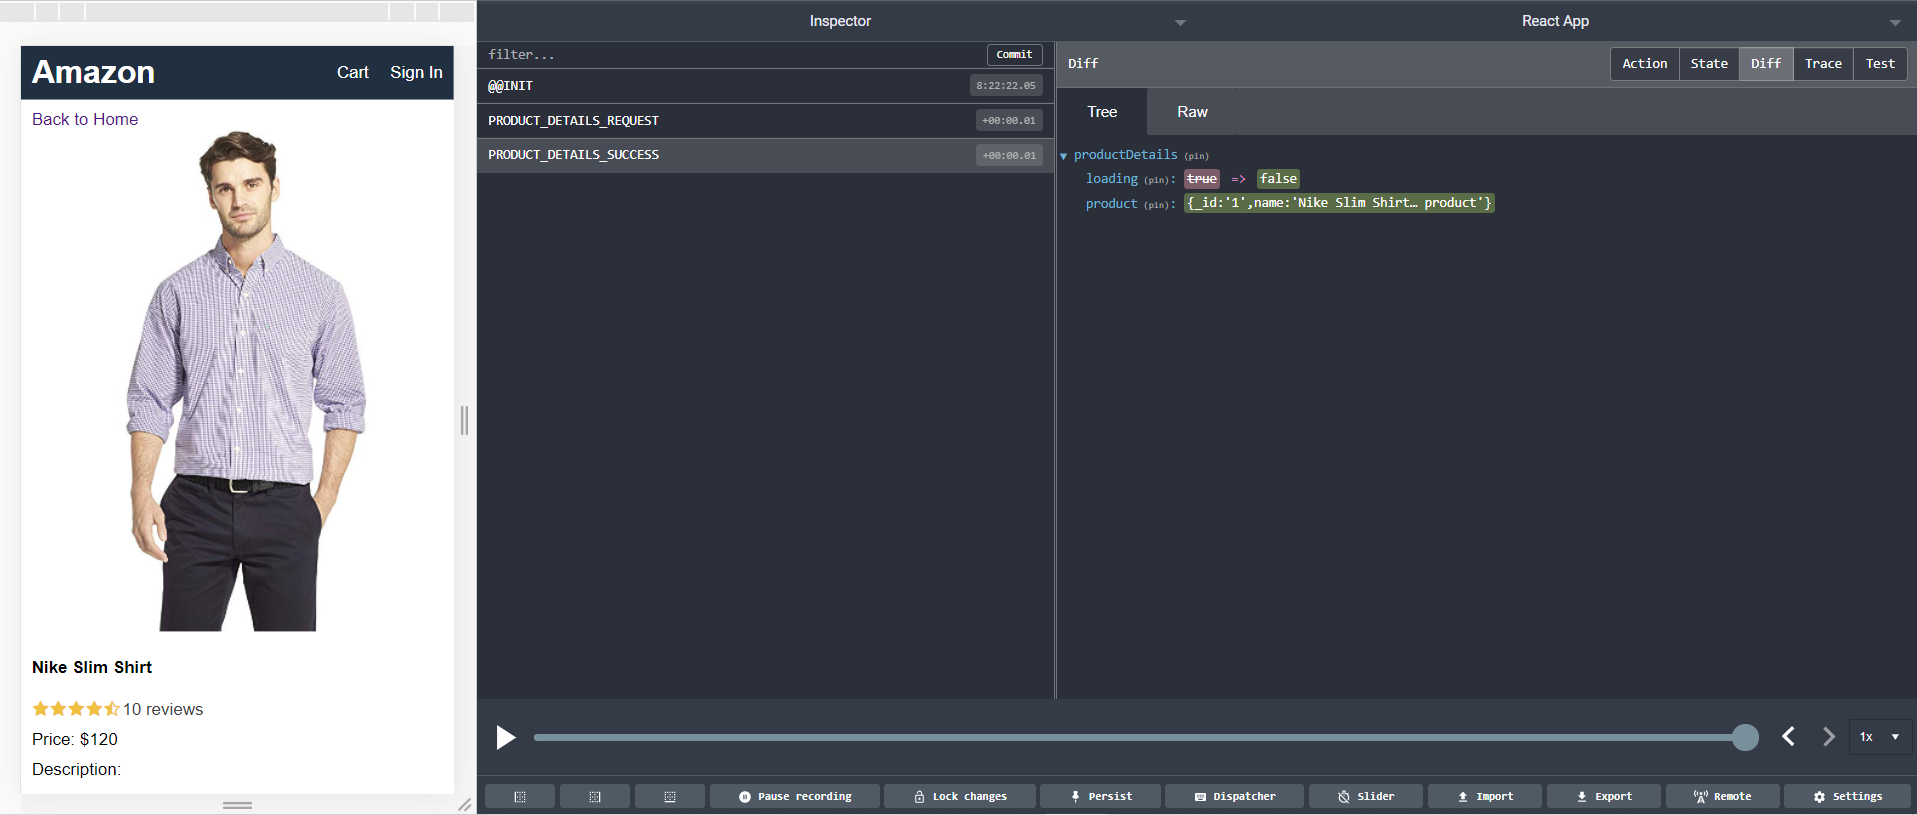 Inspector
React App
Amazon
Cart
Sign In
Back to Home
Nike Slim Shirt
10 reviews
Price: $120
Description:
filter...
Commit
@@INIT
8:22:22.05
PRODUCT_DETAILS_REQUEST
+00:00.01
PRODUCT_DETAILS_SUCCESS
+00:00.01
Diff
Action
State
Diff
Trace
Test
Tree
Raw
productDetails (pin)
loading (pin): true => false
product (pin): {_id:'1',name:'Nike Slim Shirt… product'}
1x
Pause recording
Lock changes
Persist
Dispatcher
Slider
Import
Export
Remote
Settings